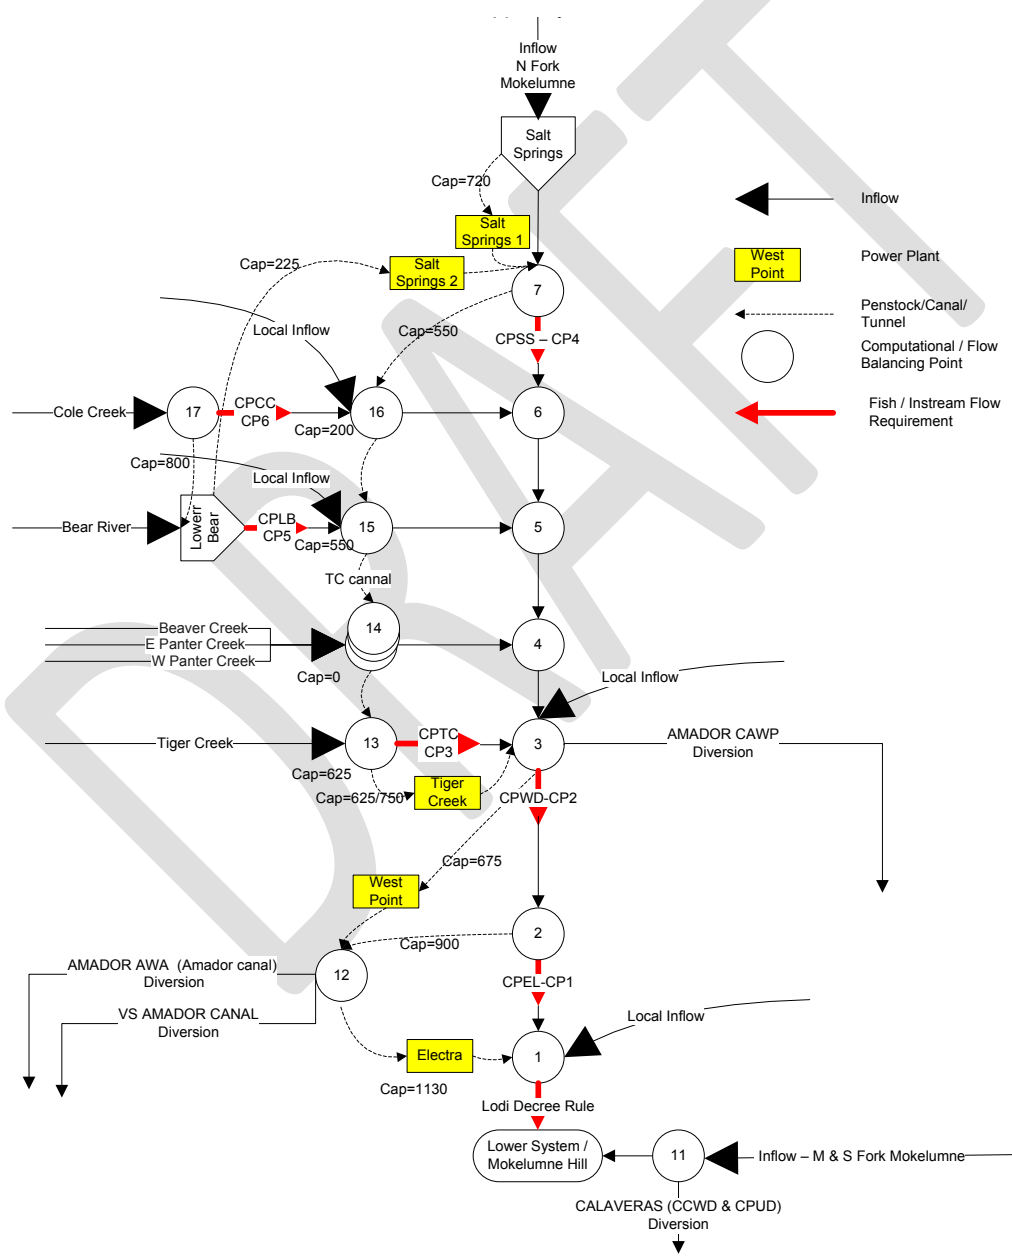 Inflow
N Fork
Mokelumne
Salt
Springs
Cap=720
Salt
Springs 1
Inflow
West
Point
Power Plant
Cap=225
Salt
Springs 2
7
Penstock/Canal/
Tunnel
Local Inflow
Cap=550
CPSS – CP4
Computational / Flow
Balancing Point
Cole Creek
17
CPCC
CP6
16
Cap=200
6
Fish / Instream Flow
Requirement
Cap=800
Local Inflow
Bear River
Lowerr
Bear
CPLB
CP5
15
Cap=550
5
TC cannal
Beaver Creek
E Panter Creek
W Panter Creek
14
4
Cap=0
Local Inflow
Tiger Creek
13
CPTC
CP3
3
AMADOR CAWP
Diversion
Cap=625
Cap=625/750
Tiger
Creek
CPWD-CP2
Cap=675
West
Point
2
Cap=900
AMADOR AWA (Amador canal)
Diversion
12
CPEL-CP1
VS AMADOR CANAL
Diversion
Local Inflow
Electra
1
Cap=1130
Lodi Decree Rule
Lower System /
Mokelumne Hill
11
Inflow – M & S Fork Mokelumne
CALAVERAS (CCWD & CPUD)
Diversion
DRAFT